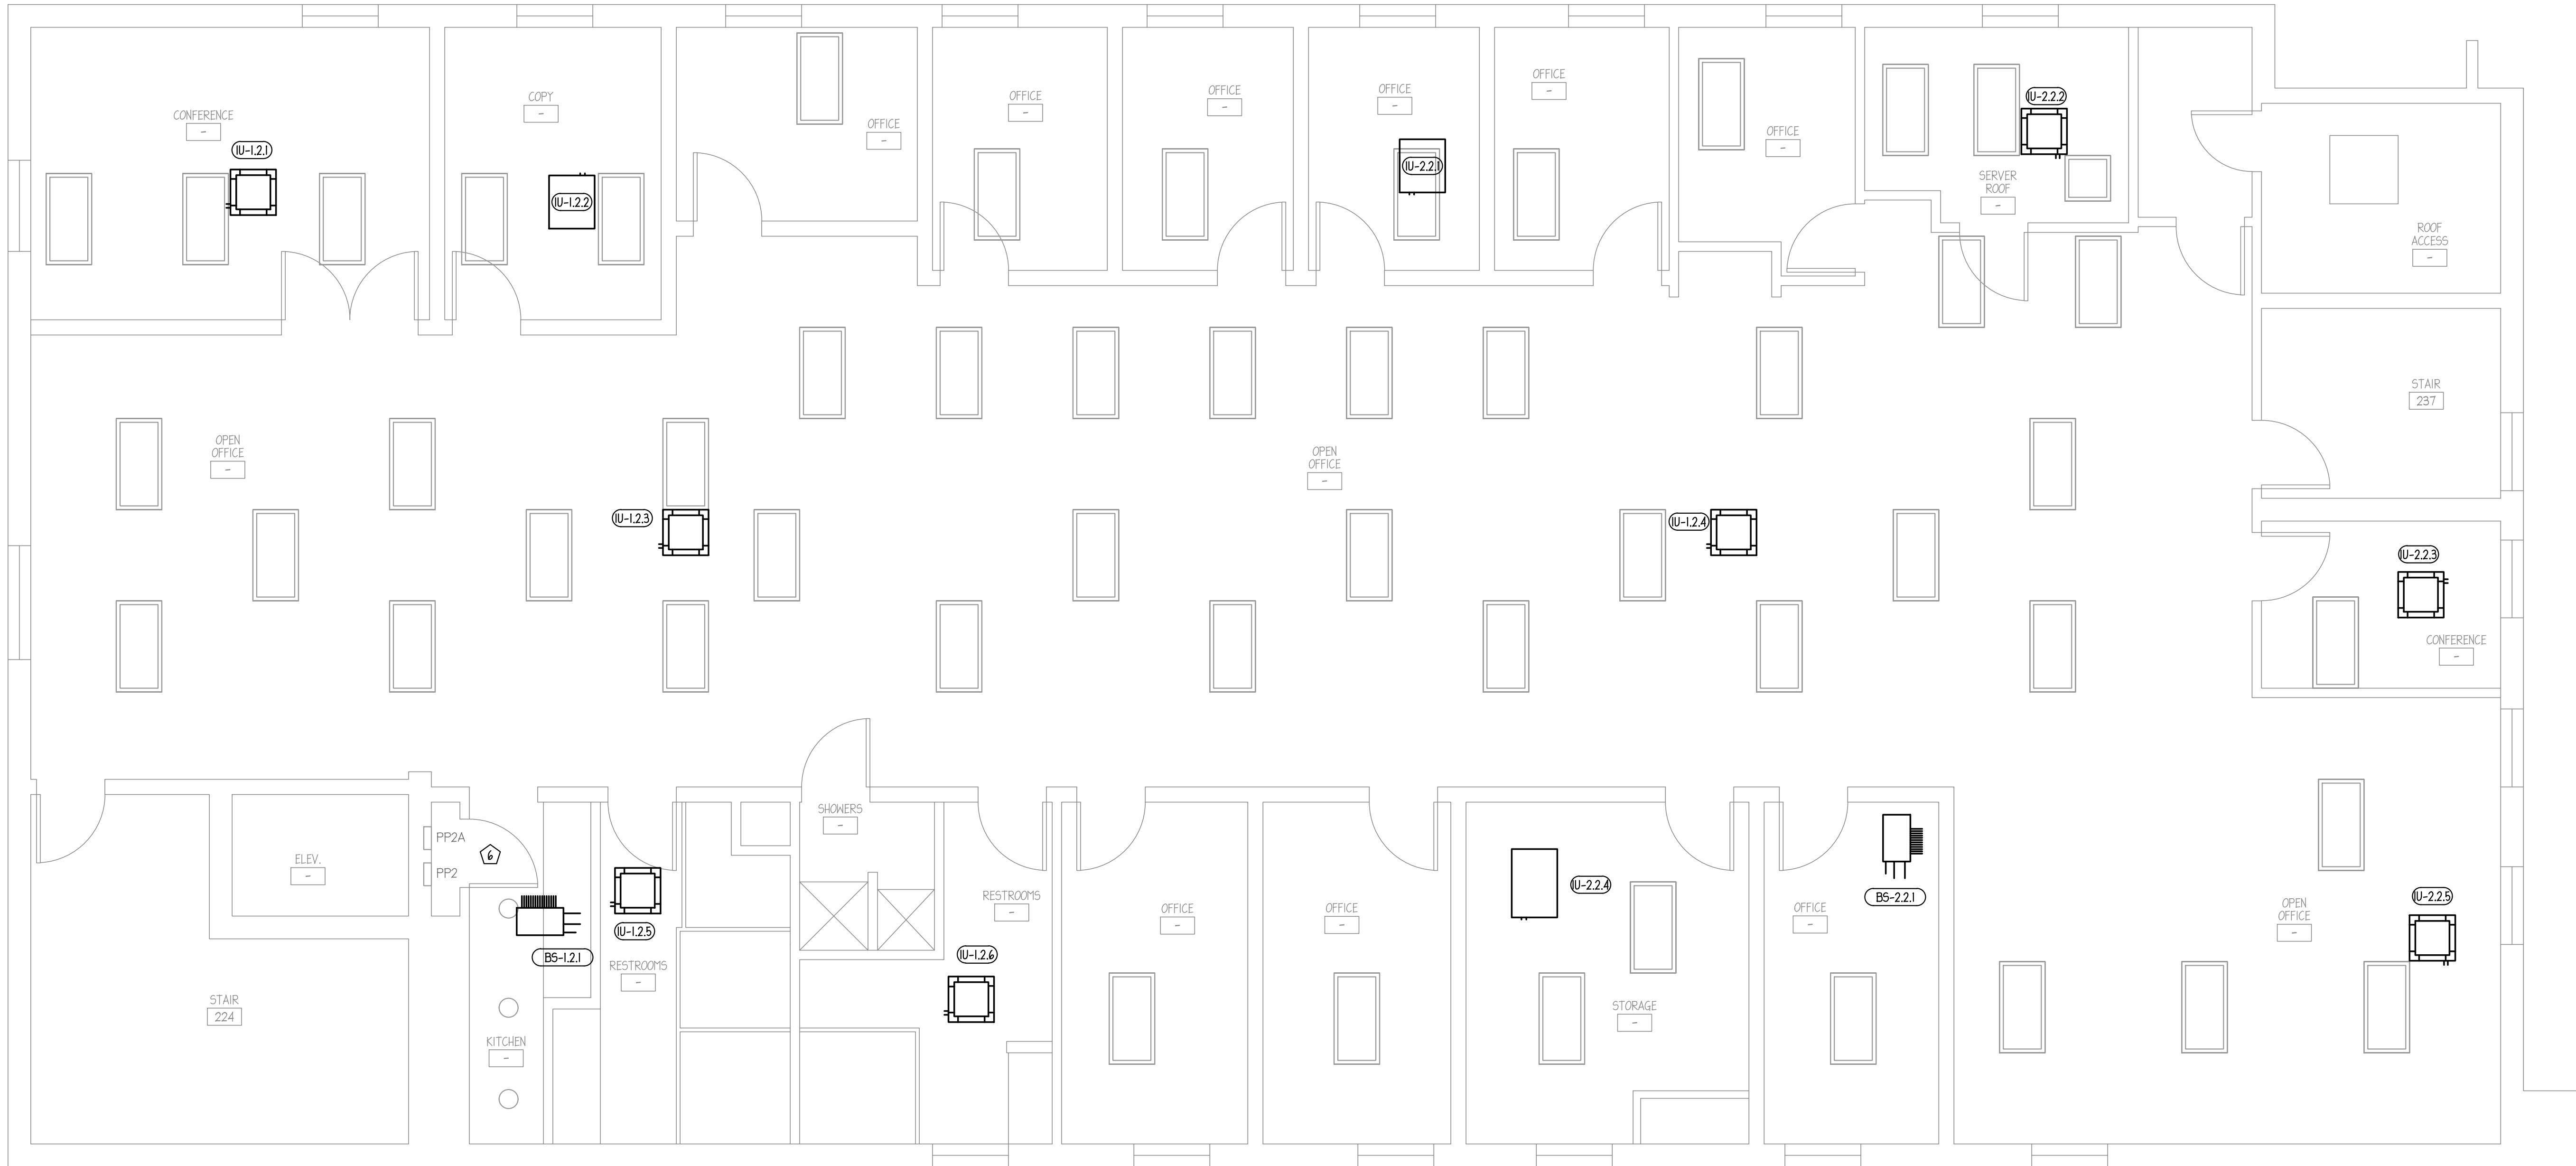 CONFERENCE
-
IU-1.2.1
COPY
-
IU-1.2.2
OFFICE
-
OFFICE
-
OFFICE
-
OFFICE
-
IU-2.2.1
OFFICE
-
OFFICE
-
IU-2.2.2
SERVER
ROOF
-
ROOF
ACCESS
-
STAIR
237
OPEN
OFFICE
-
IU-1.2.3
OPEN
OFFICE
-
IU-1.2.4
IU-2.2.3
CONFERENCE
-
ELEV.
-
PP2A
PP2
6
BS-1.2.1
STAIR
224
KITCHEN
-
IU-1.2.5
RESTROOMS
-
SHOWERS
-
RESTROOMS
-
IU-1.2.6
OFFICE
-
OFFICE
-
IU-2.2.4
STORAGE
-
OFFICE
-
BS-2.2.1
OPEN
OFFICE
-
IU-2.2.5